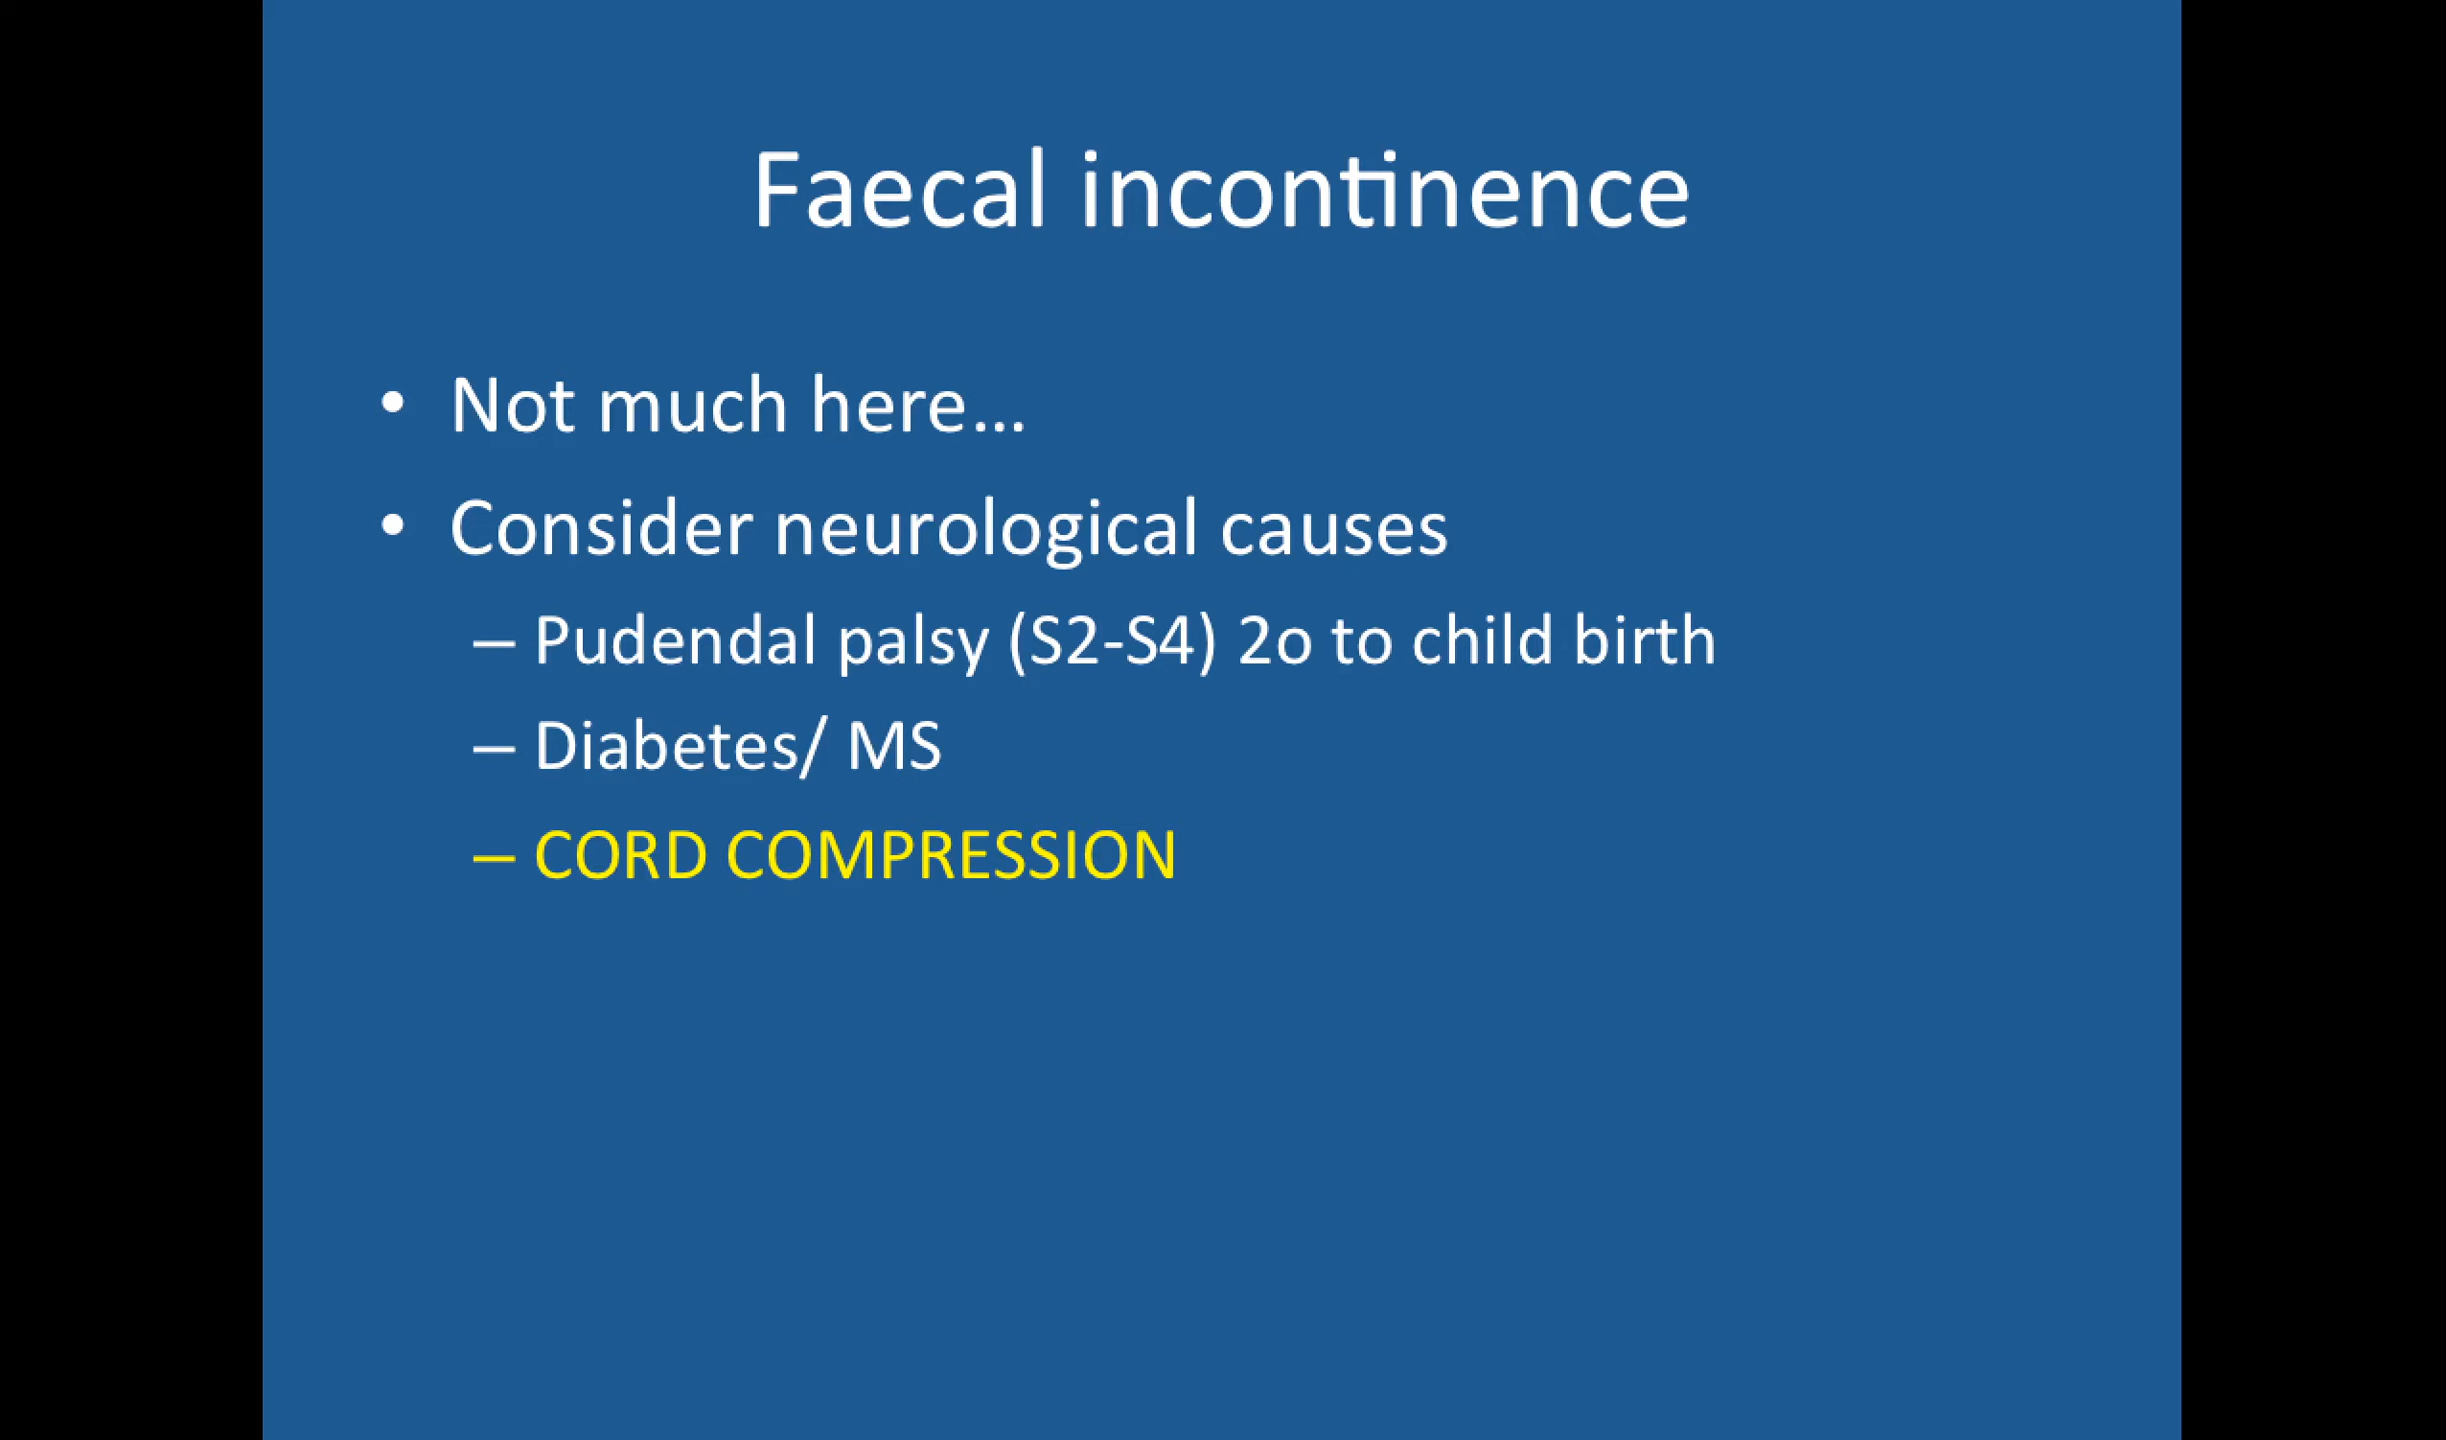 Faecal incontinence
• Not much here...
• Consider neurological causes
– Pudendal palsy (S2-S4) 2o to child birth
– Diabetes/ MS
– CORD COMPRESSION